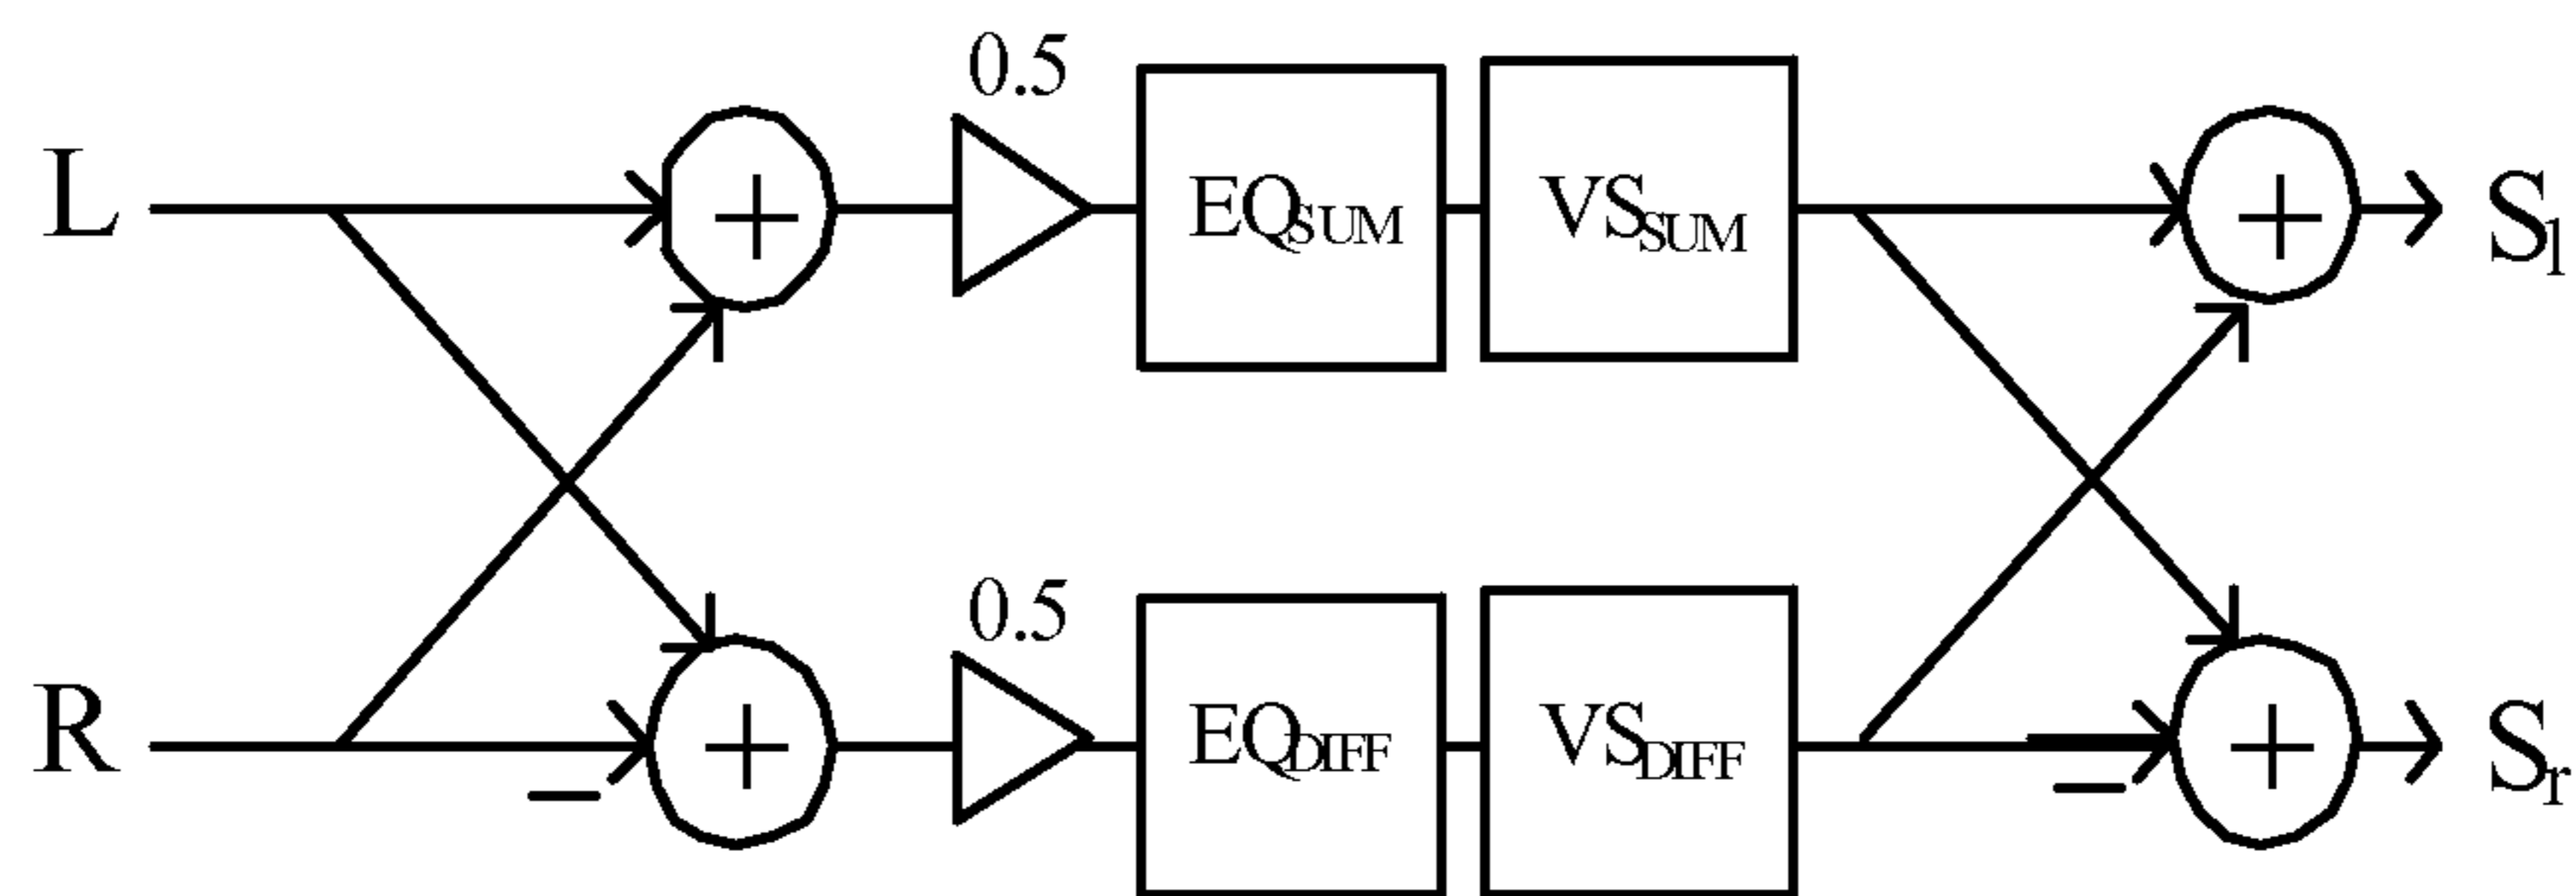 0.5
L + EQSUM VSSUM + Sl
0.5
R − + EQDIFF VSDIFF − + Sr